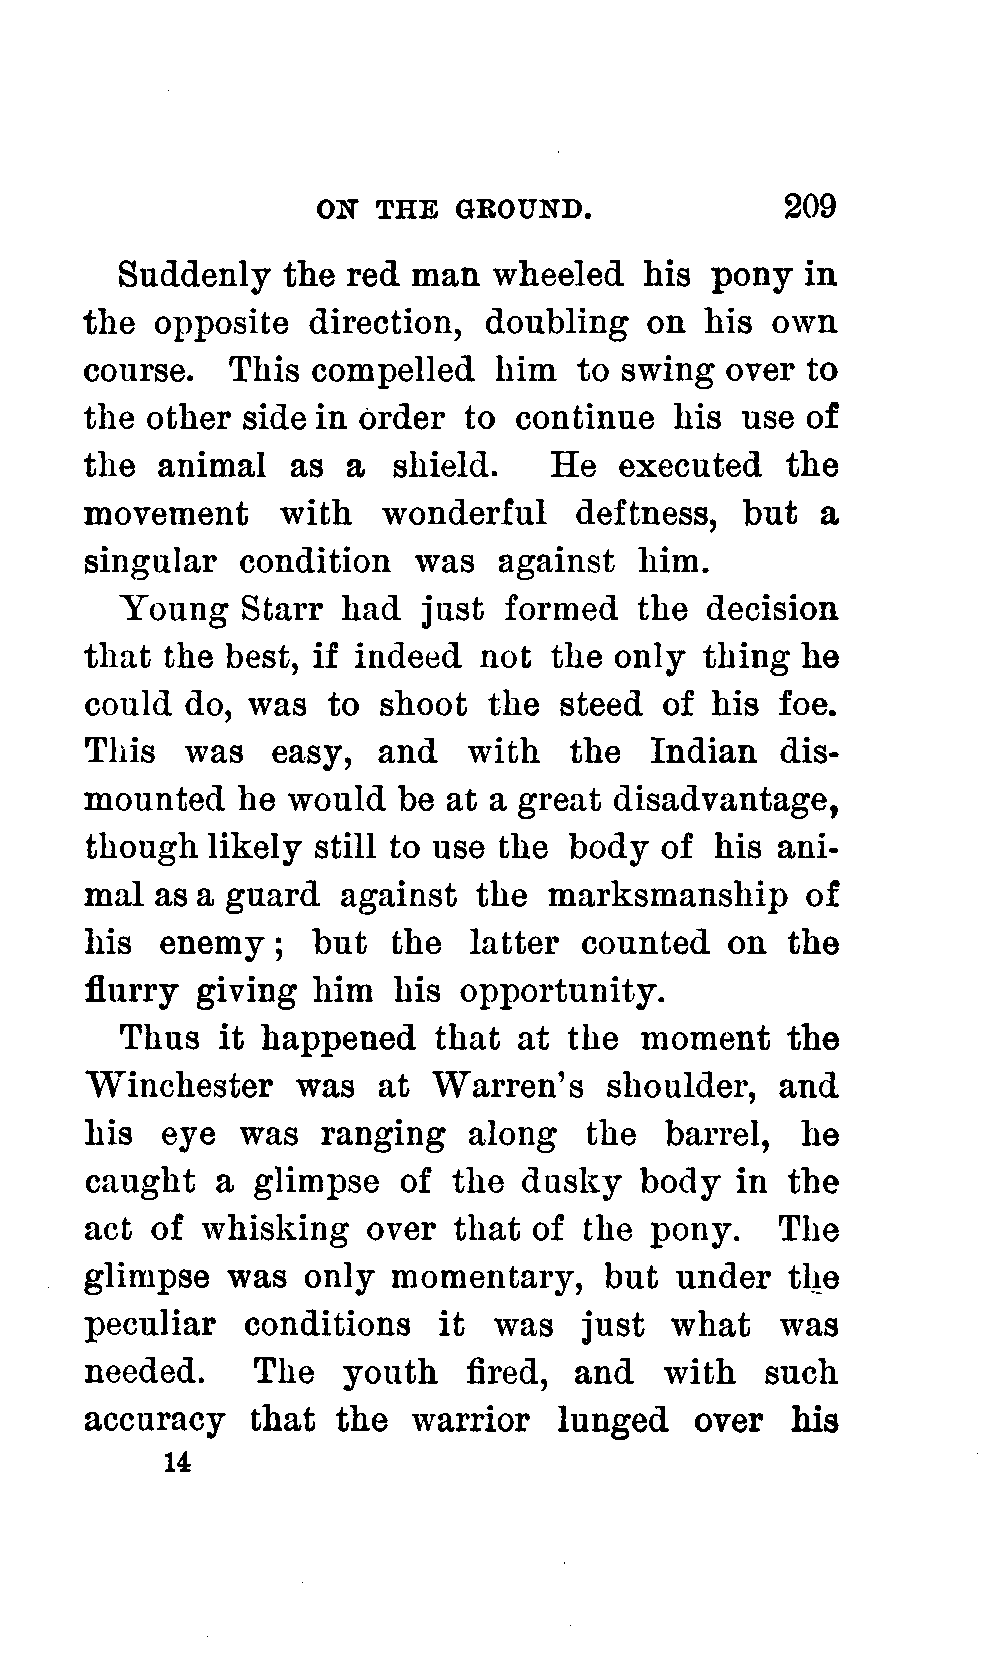 ON THE GROUND. 209
Suddenly the red man wheeled his pony in
the opposite direction, doubling on his own
course. This compelled him to swing over to
the other side in order to continue his use of
the animal as a shield. He executed the
movement with wonderful deftness, but a
singular condition was against him.
Young Starr had just formed the decision
that the best, if indeed not the only thing he
could do, was to shoot the steed of his foe.
This was easy, and with the Indian dis-
mounted he would be at a great disadvantage,
though likely still to use the body of his ani-
mal as a guard against the marksmanship of
his enemy; but the latter counted on the
flurry giving him his opportunity.
Thus it happened that at the moment the
Winchester was at Warren's shoulder, and
his eye was ranging along the barrel, he
caught a glimpse of the dusky body in the
act of whisking over that of the pony. The
glimpse was only momentary, but under the
peculiar conditions it was just what was
needed. The youth fired, and with such
accuracy that the warrior lunged over his
14